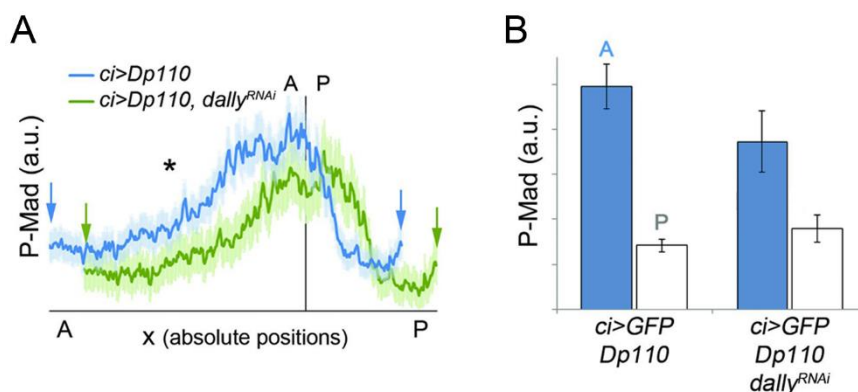 A
ci>Dp110
ci>Dp110, dallyRNAi
A P
*
P-Mad (a.u.)
A P
x (absolute positions)
B
P-Mad (a.u.)
A
P
ci>GFP
Dp110
ci>GFP
Dp110
dallyRNAi